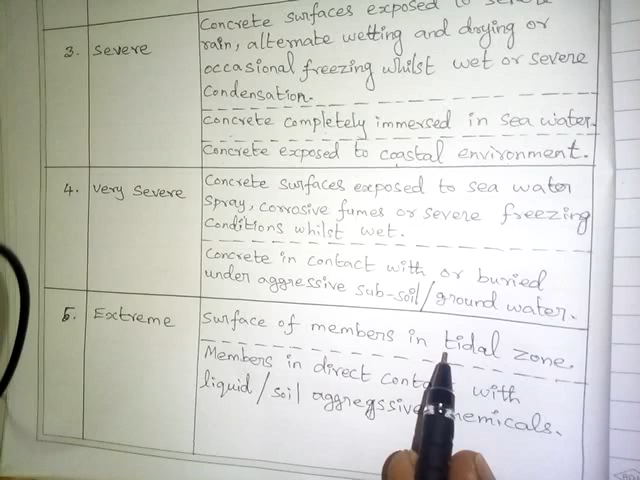 Concrete surfaces exposed to severe
3. Severe rain, alternate wetting and drying or
occasional freezing whilst wet or severe
Condensation.
Concrete completely immersed in sea water.
Concrete exposed to coastal environment.
4. Very Severe Concrete surfaces exposed to sea water
spray, corrosive fumes or severe freezing
Conditions whilst wet.
Concrete in contact with or buried
under aggressive sub-soil/ground water.
5. Extreme Surface of members in tidal zone.
Members in direct contact with
liquid/soil aggregssive chemicals.